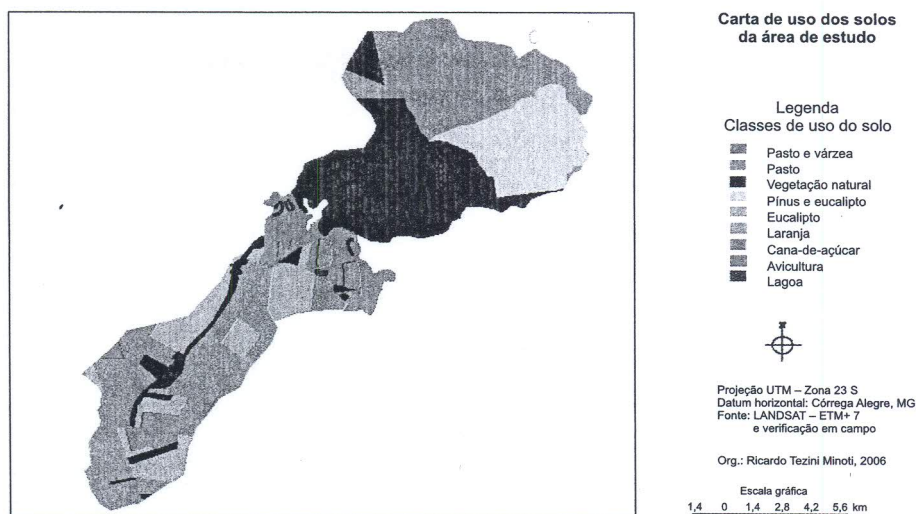 Carta de uso dos solos
da área de estudo
Legenda
Classes de uso do solo
Pasto e várzea
Pasto
Vegetação natural
Pínus e eucalipto
Eucalipto
Laranja
Cana-de-açúcar
Avicultura
Lagoa
Projeção UTM – Zona 23 S
Datum horizontal: Córrega Alegre, MG
Fonte: LANDSAT – ETM+ 7
e verificação em campo
Org.: Ricardo Tezini Minoti, 2006
Escala gráfica
1,4 0 1,4 2,8 4,2 5,6 km